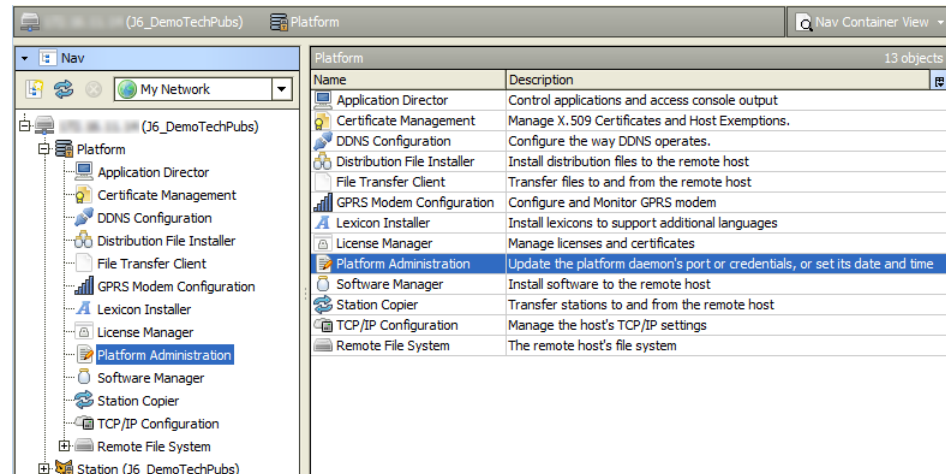 (J6_DemoTechPubs) Platform Nav Container View
Nav
My Network
(J6_DemoTechPubs)
Platform
Application Director
Certificate Management
DDNS Configuration
Distribution File Installer
File Transfer Client
GPRS Modem Configuration
Lexicon Installer
License Manager
Platform Administration
Software Manager
Station Copier
TCP/IP Configuration
Remote File System
Station (J6_DemoTechPubs)
Platform 13 objects
Name Description
Application Director Control applications and access console output
Certificate Management Manage X.509 Certificates and Host Exemptions.
DDNS Configuration Configure the way DDNS operates.
Distribution File Installer Install distribution files to the remote host
File Transfer Client Transfer files to and from the remote host
GPRS Modem Configuration Configure and Monitor GPRS modem
Lexicon Installer Install lexicons to support additional languages
License Manager Manage licenses and certificates
Platform Administration Update the platform daemon's port or credentials, or set its date and time
Software Manager Install software to the remote host
Station Copier Transfer stations to and from the remote host
TCP/IP Configuration Manage the host's TCP/IP settings
Remote File System The remote host's file system